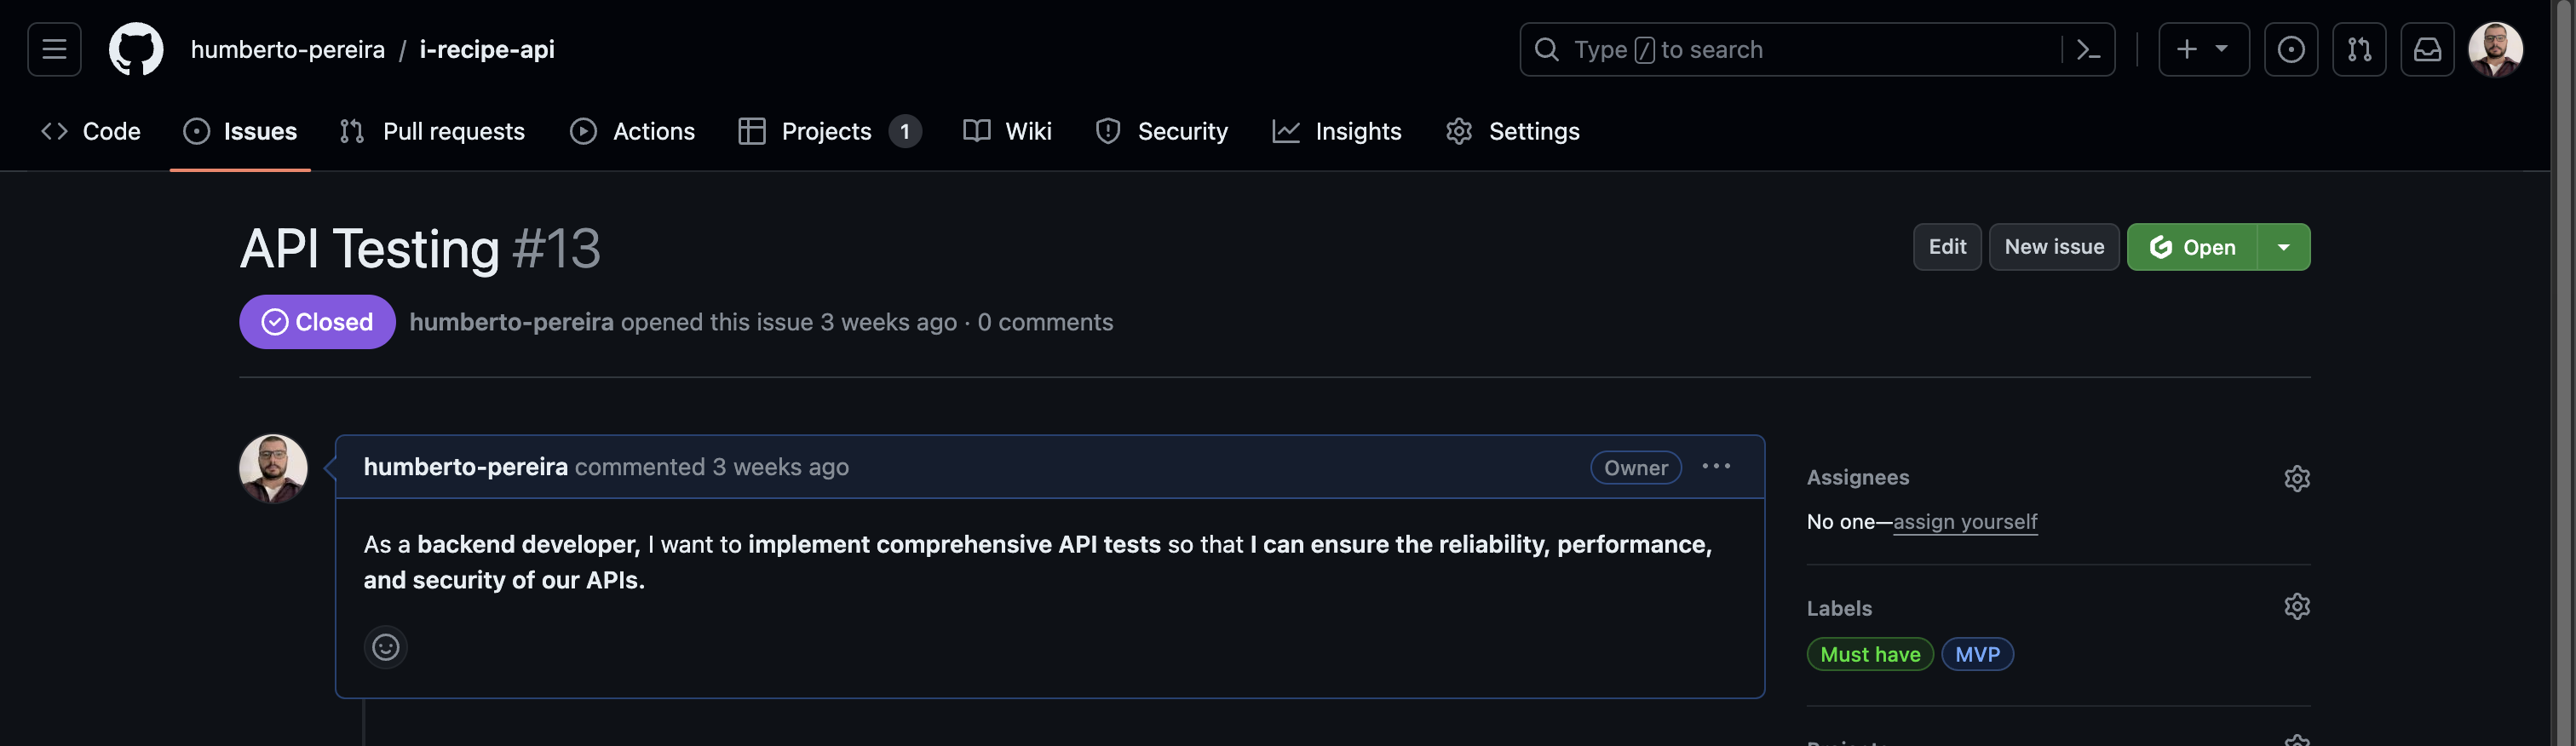 humberto-pereira / i-recipe-api
Type / to search
Code Issues Pull requests Actions Projects 1 Wiki Security Insights Settings
API Testing #13
Edit New issue Open
Closed humberto-pereira opened this issue 3 weeks ago · 0 comments
humberto-pereira commented 3 weeks ago Owner
As a backend developer, I want to implement comprehensive API tests so that I can ensure the reliability, performance,
and security of our APIs.
Assignees
No one—assign yourself
Labels
Must have MVP